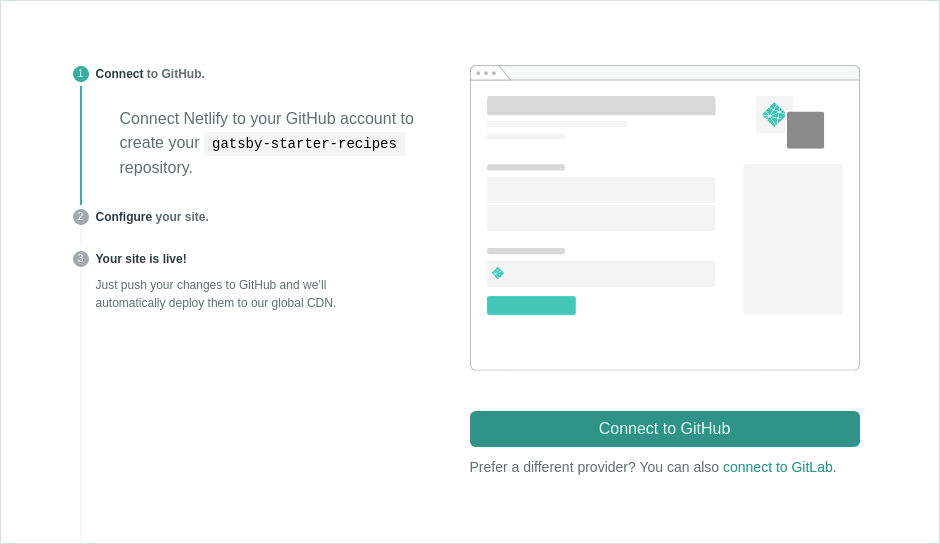 1 Connect to GitHub.
Connect Netlify to your GitHub account to
create your gatsby-starter-recipes
repository.
2 Configure your site.
3 Your site is live!
Just push your changes to GitHub and we'll
automatically deploy them to our global CDN.
Connect to GitHub
Prefer a different provider? You can also connect to GitLab.